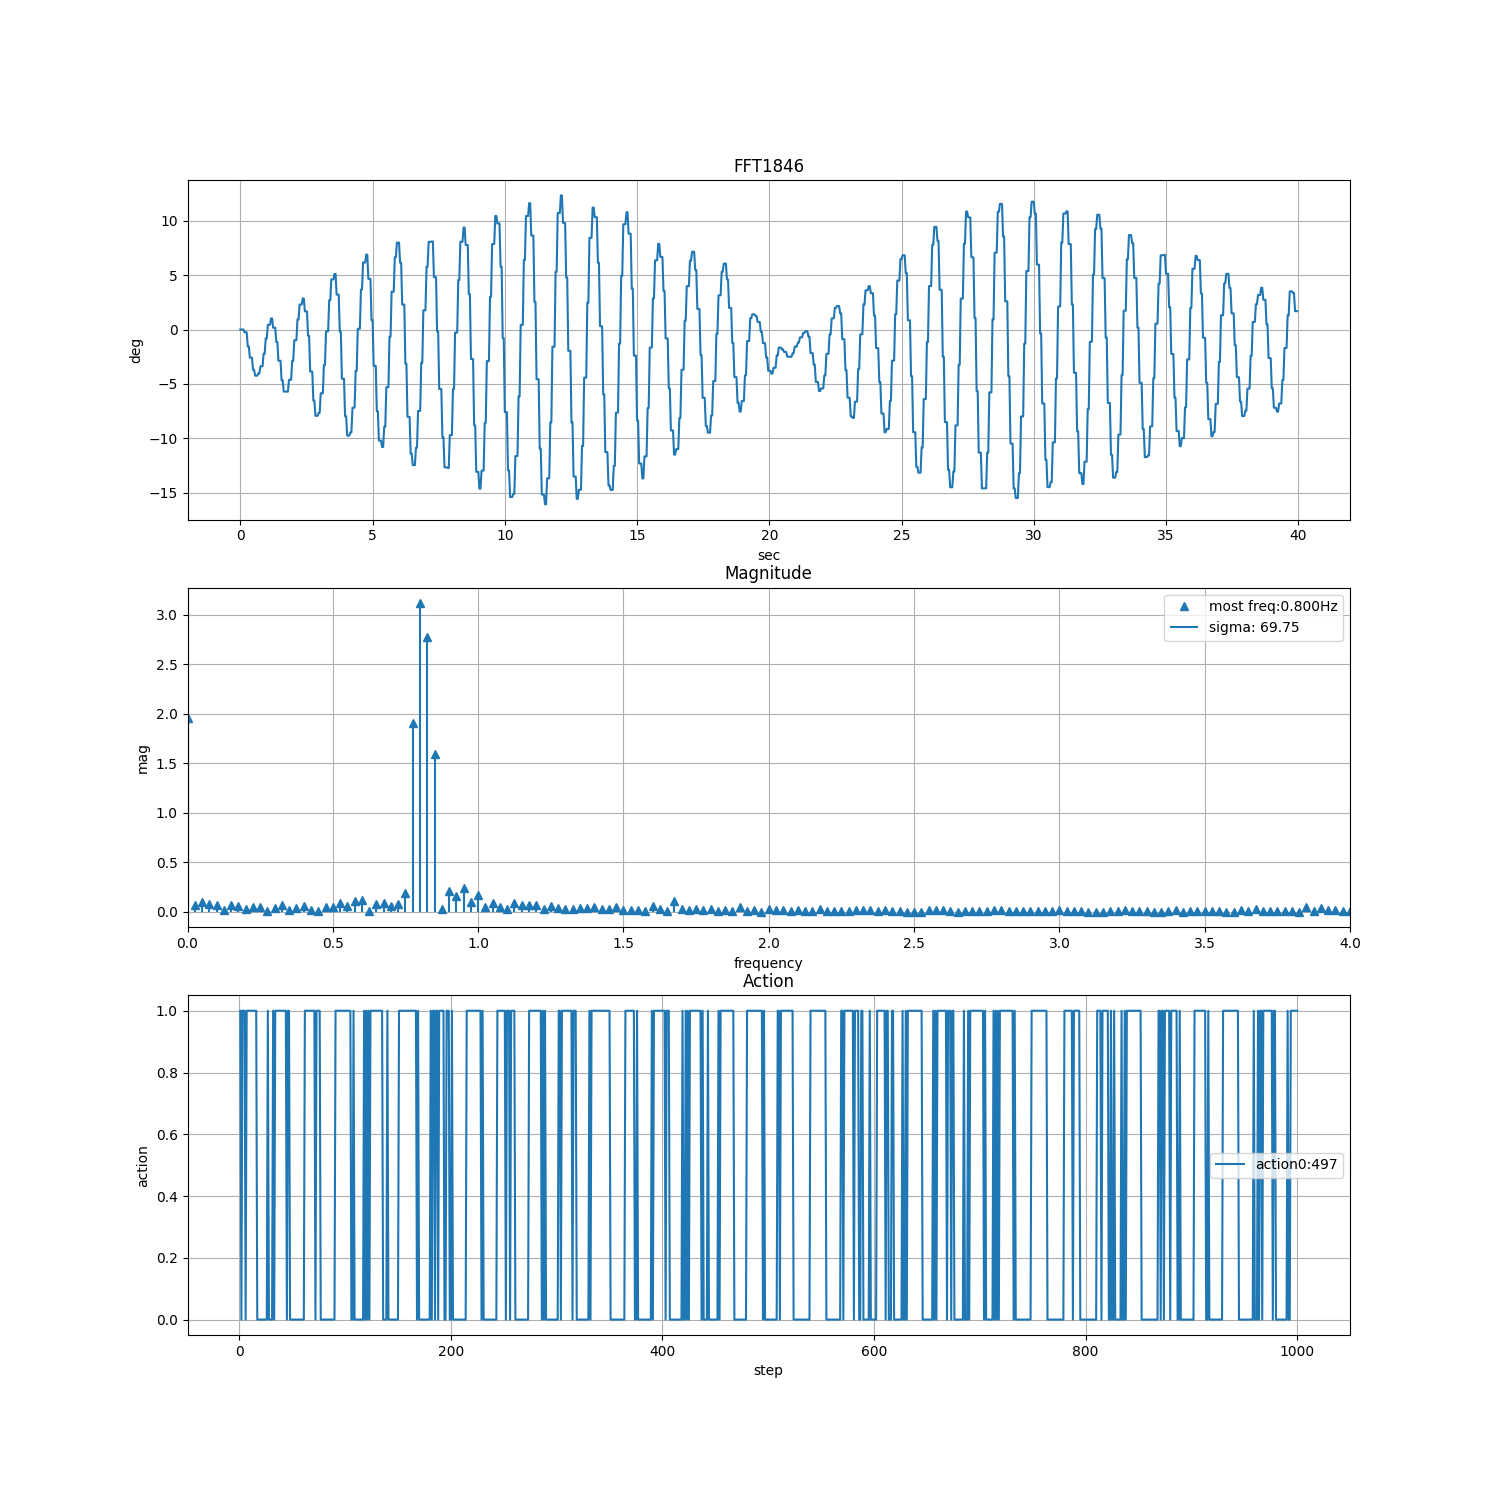 FFT1846
10
5
0
−5
−10
−15
deg
0 5 10 15 20 25 30 35 40
sec
Magnitude
most freq:0.800Hz
sigma: 69.75
3.0
2.5
2.0
1.5
1.0
0.5
0.0
mag
0.0 0.5 1.0 1.5 2.0 2.5 3.0 3.5 4.0
frequency
Action
1.0
0.8
0.6
0.4
0.2
0.0
action
action0:497
0 200 400 600 800 1000
step